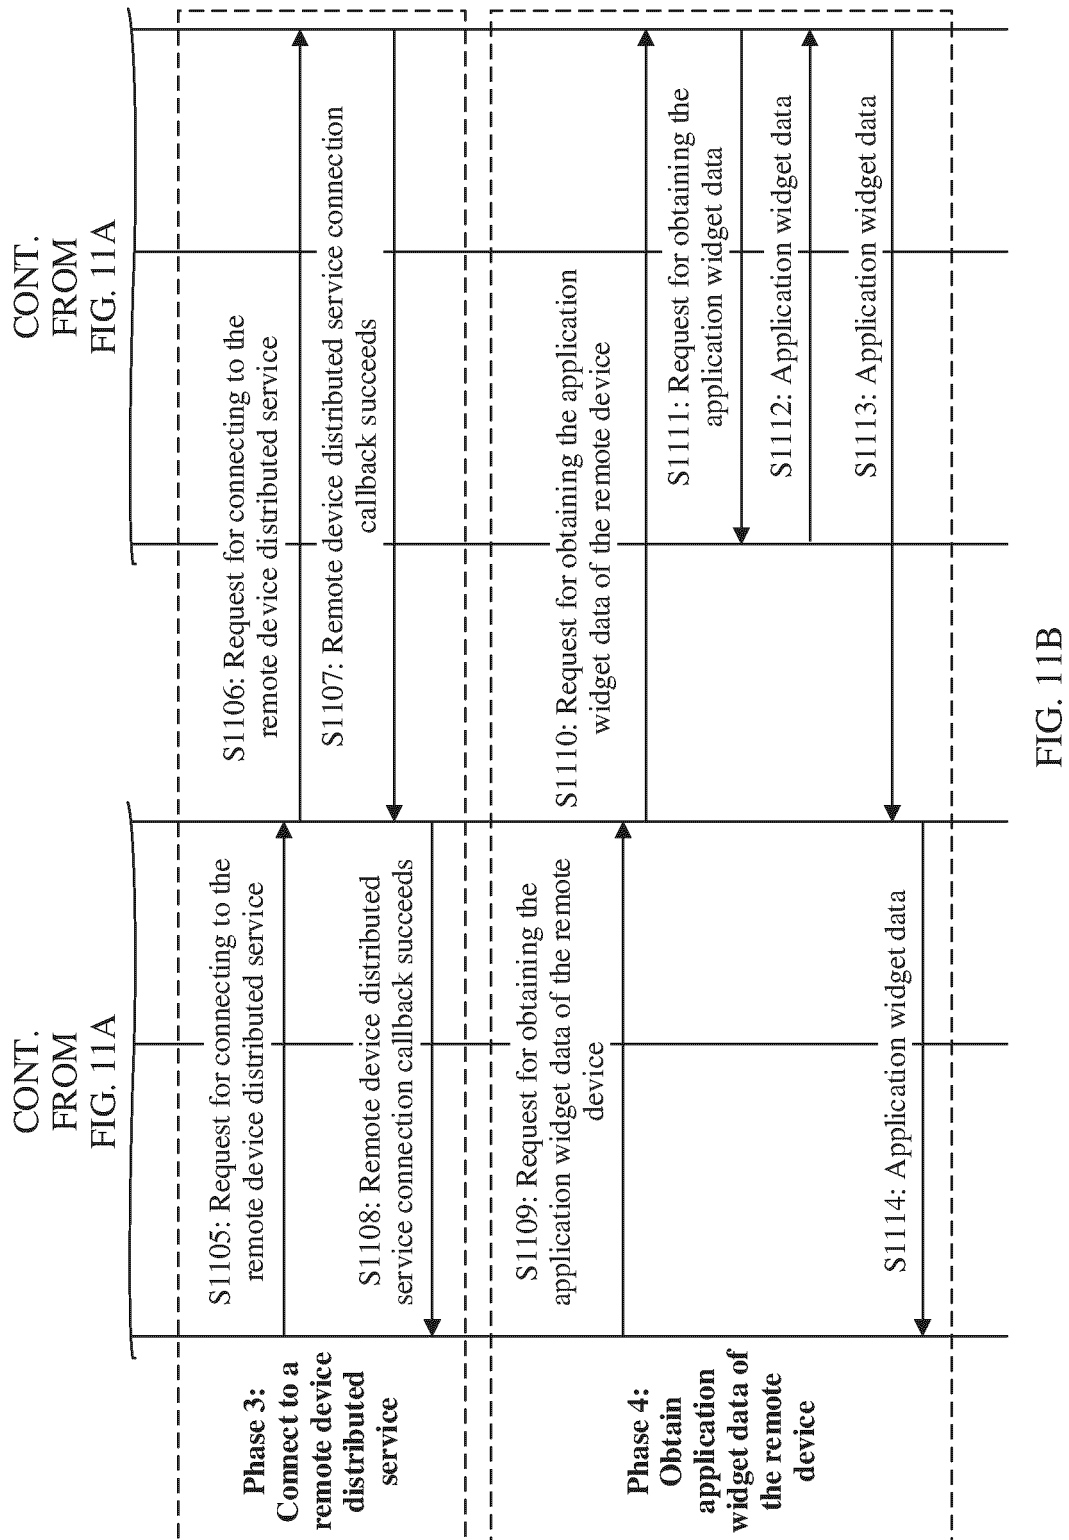 CONT.
FROM
FIG. 11A
CONT.
FROM
FIG. 11A
Phase 3:
Connect to a
remote device
distributed
service
S1105: Request for connecting to the
remote device distributed service
S1106: Request for connecting to the
remote device distributed service
S1107: Remote device distributed service connection
callback succeeds
S1108: Remote device distributed
service connection callback succeeds
Phase 4:
Obtain
application
widget data of
the remote
device
S1109: Request for obtaining the
application widget data of the remote
device
S1110: Request for obtaining the application
widget data of the remote device
S1111: Request for obtaining the
application widget data
S1112: Application widget data
S1113: Application widget data
S1114: Application widget data
FIG. 11B